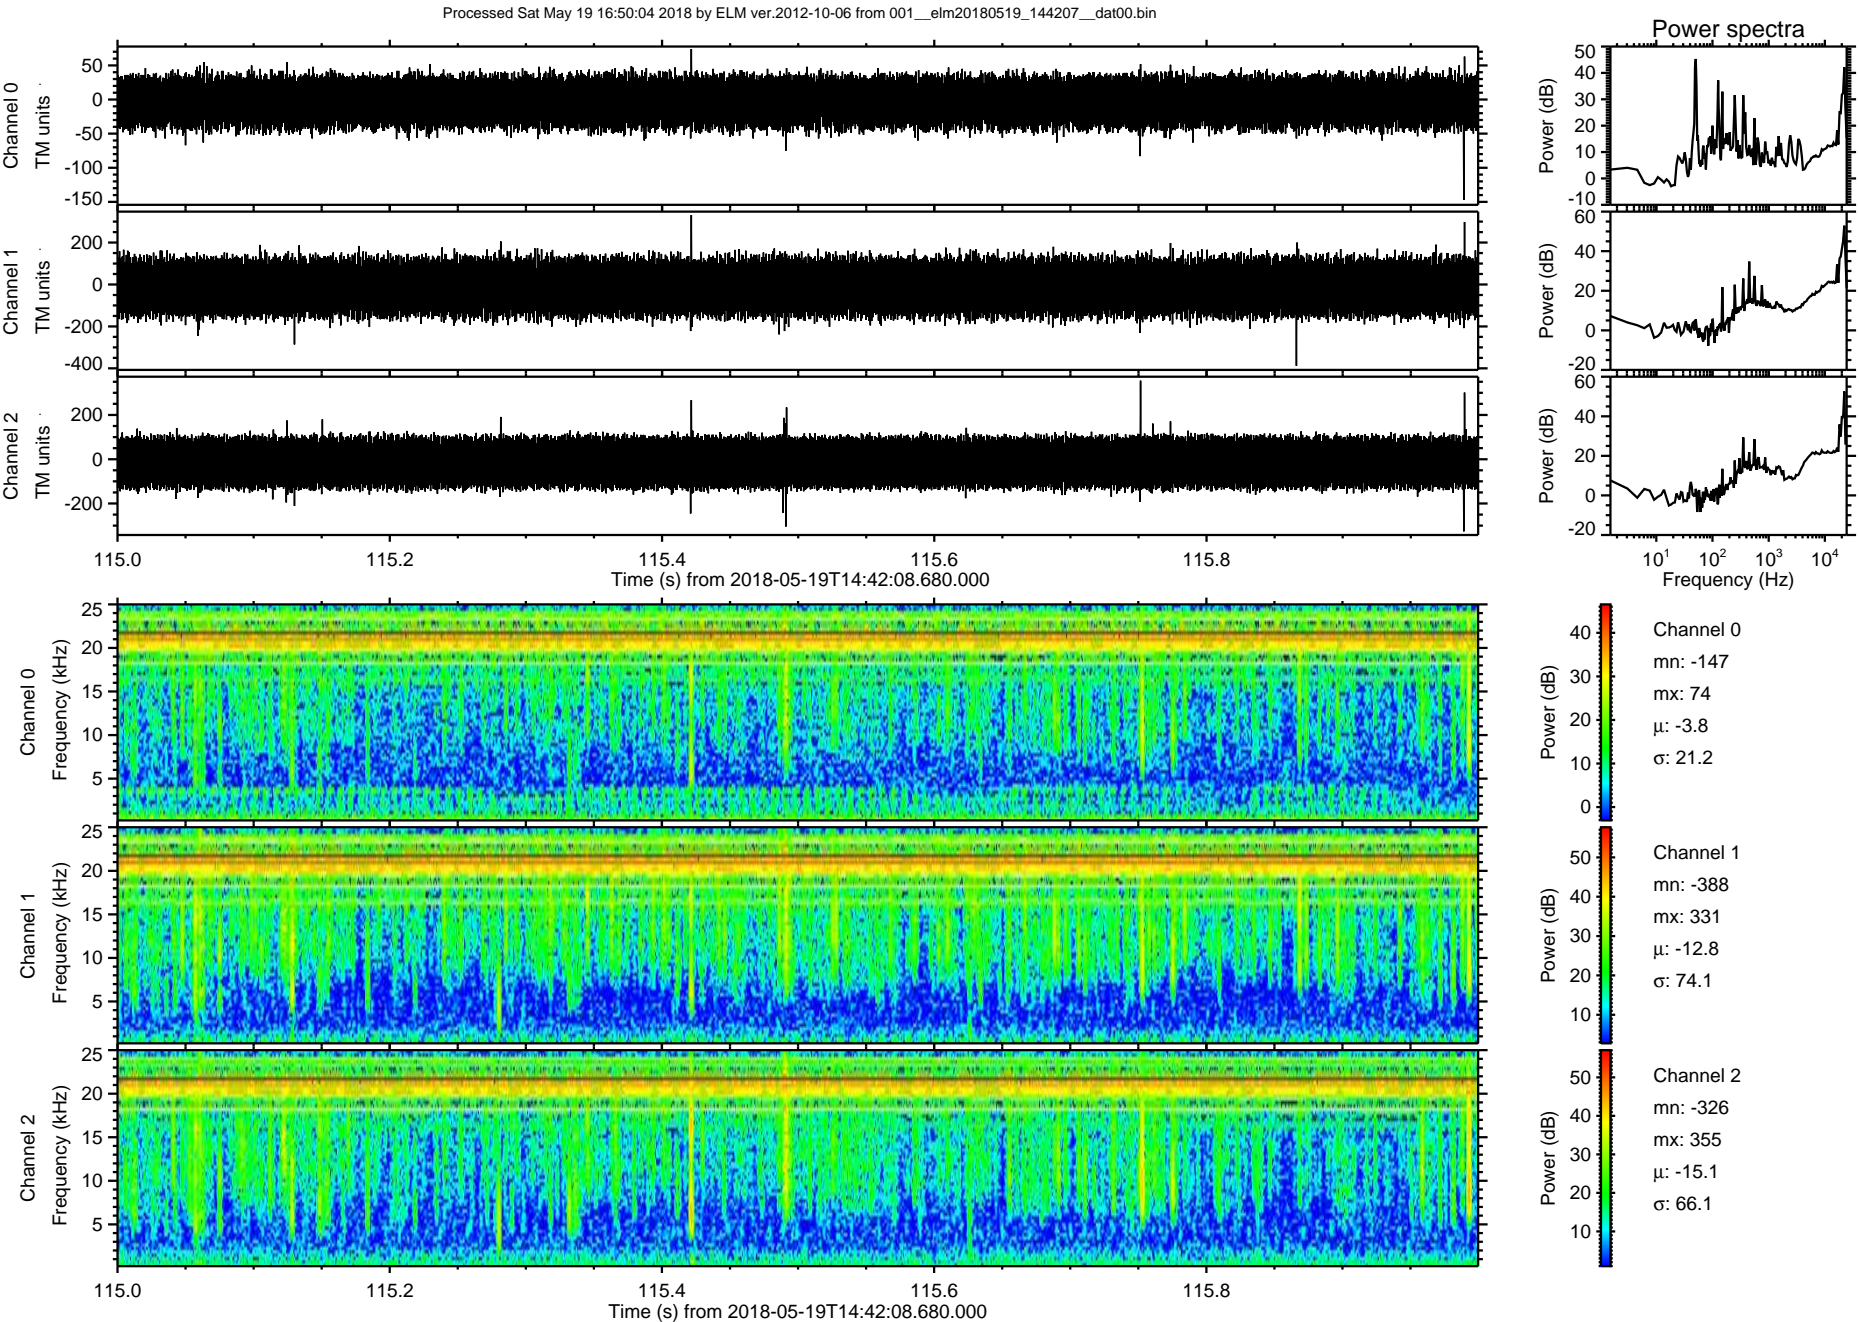 Processed Sat May 19 16:50:04 2018 by ELM ver.2012-10-06 from 001__elm20180519_144207__dat00.bin
Power spectra
Channel 0
TM units
50
0
-50
-100
-150
Power (dB)
50
40
30
20
10
0
-10
Channel 1
TM units
200
0
-200
-400
Power (dB)
60
40
20
0
-20
Channel 2
TM units
200
0
-200
Power (dB)
60
40
20
0
-20
115.0 115.2 115.4 115.6 115.8
Time (s) from 2018-05-19T14:42:08.680.000
10^1 10^2 10^3 10^4
Frequency (Hz)
Channel 0
Frequency (kHz)
25
20
15
10
5
Power (dB)
40
30
20
10
0
Channel 0
mn: -147
mx: 74
μ: -3.8
σ: 21.2
Channel 1
Frequency (kHz)
25
20
15
10
5
Power (dB)
50
40
30
20
10
Channel 1
mn: -388
mx: 331
μ: -12.8
σ: 74.1
Channel 2
Frequency (kHz)
25
20
15
10
5
Power (dB)
50
40
30
20
10
Channel 2
mn: -326
mx: 355
μ: -15.1
σ: 66.1
115.0 115.2 115.4 115.6 115.8
Time (s) from 2018-05-19T14:42:08.680.000